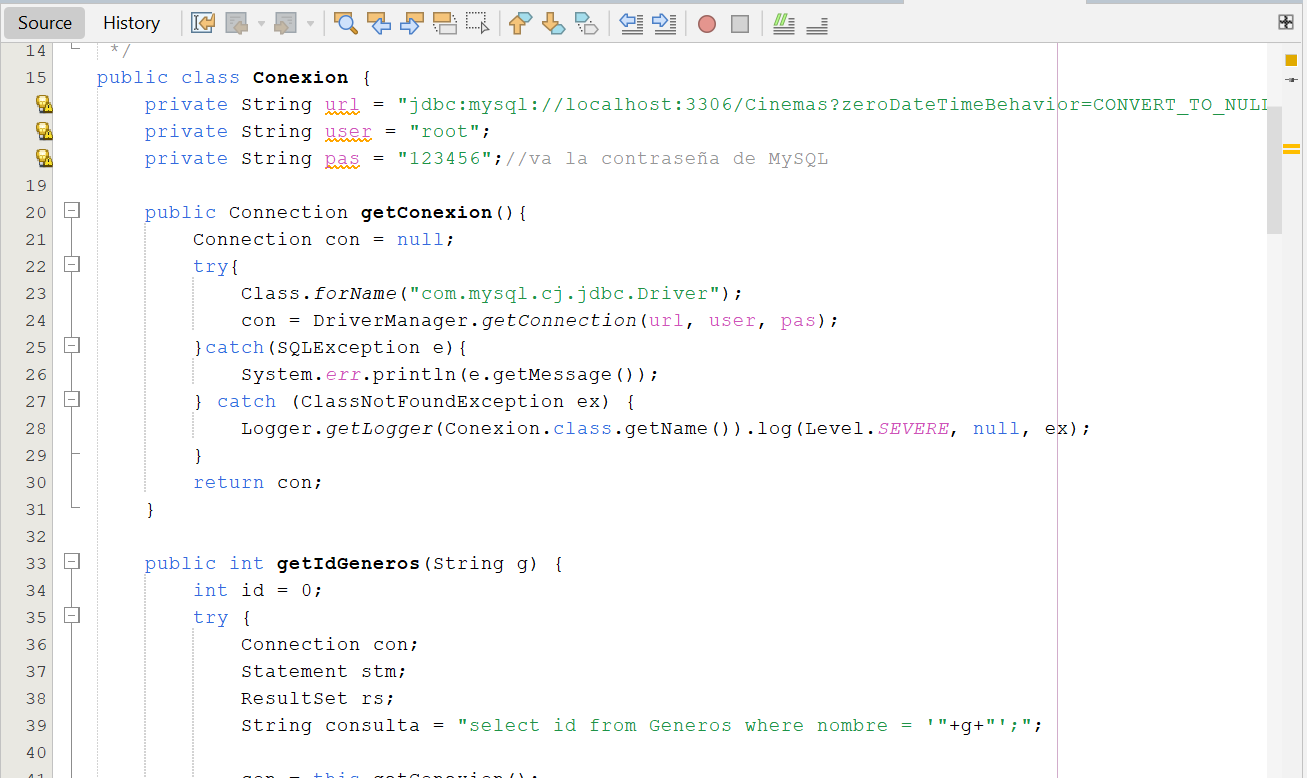 Source History
14 */
15 public class Conexion {
private String url = "jdbc:mysql://localhost:3306/Cinemas?zeroDateTimeBehavior=CONVERT_TO_NULL
private String user = "root";
private String pas = "123456";//va la contraseña de MySQL
19
20 public Connection getConexion(){
21 Connection con = null;
22 try{
23 Class.forName("com.mysql.cj.jdbc.Driver");
24 con = DriverManager.getConnection(url, user, pas);
25 }catch(SQLException e){
26 System.err.println(e.getMessage());
27 } catch (ClassNotFoundException ex) {
28 Logger.getLogger(Conexion.class.getName()).log(Level.SEVERE, null, ex);
29 }
30 return con;
31 }
32
33 public int getIdGeneros(String g) {
34 int id = 0;
35 try {
36 Connection con;
37 Statement stm;
38 ResultSet rs;
39 String consulta = "select id from Generos where nombre = '"+g+"';";
40
41 con = this.getConexion();